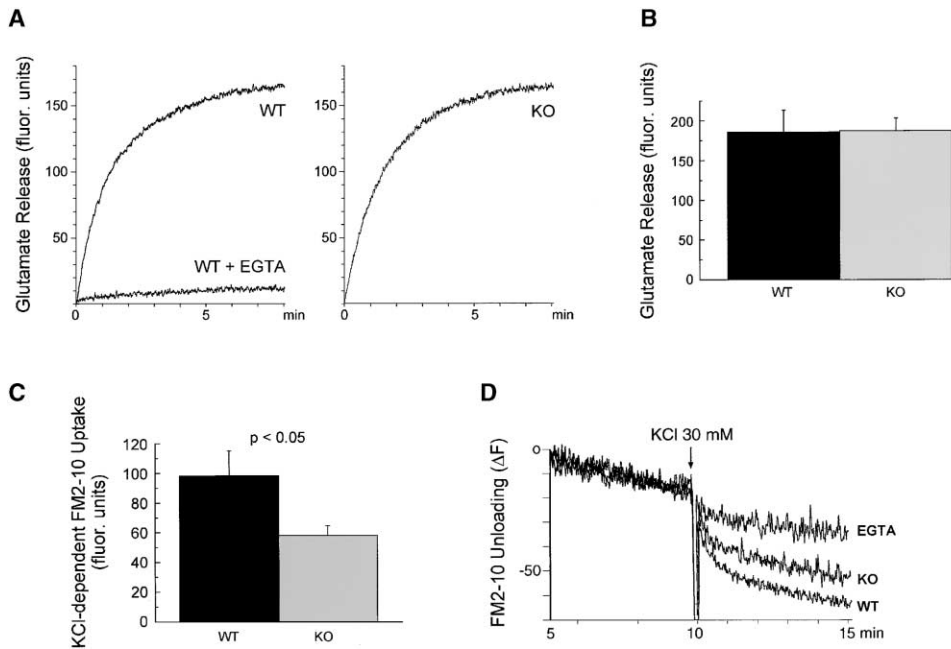 A
Glutamate Release (fluor. units)
150
100
50
WT
WT + EGTA
0
5
min
150
100
50
KO
0
5
min
B
Glutamate Release (fluor. units)
200
150
100
50
0
WT
KO
C
KCl-dependent FM2-10 Uptake
(fluor. units)
120
100
80
60
40
20
0
p < 0.05
WT
KO
D
FM2-10 Unloading (ΔF)
0
-50
KCl 30 mM
EGTA
KO
WT
5
10
15 min